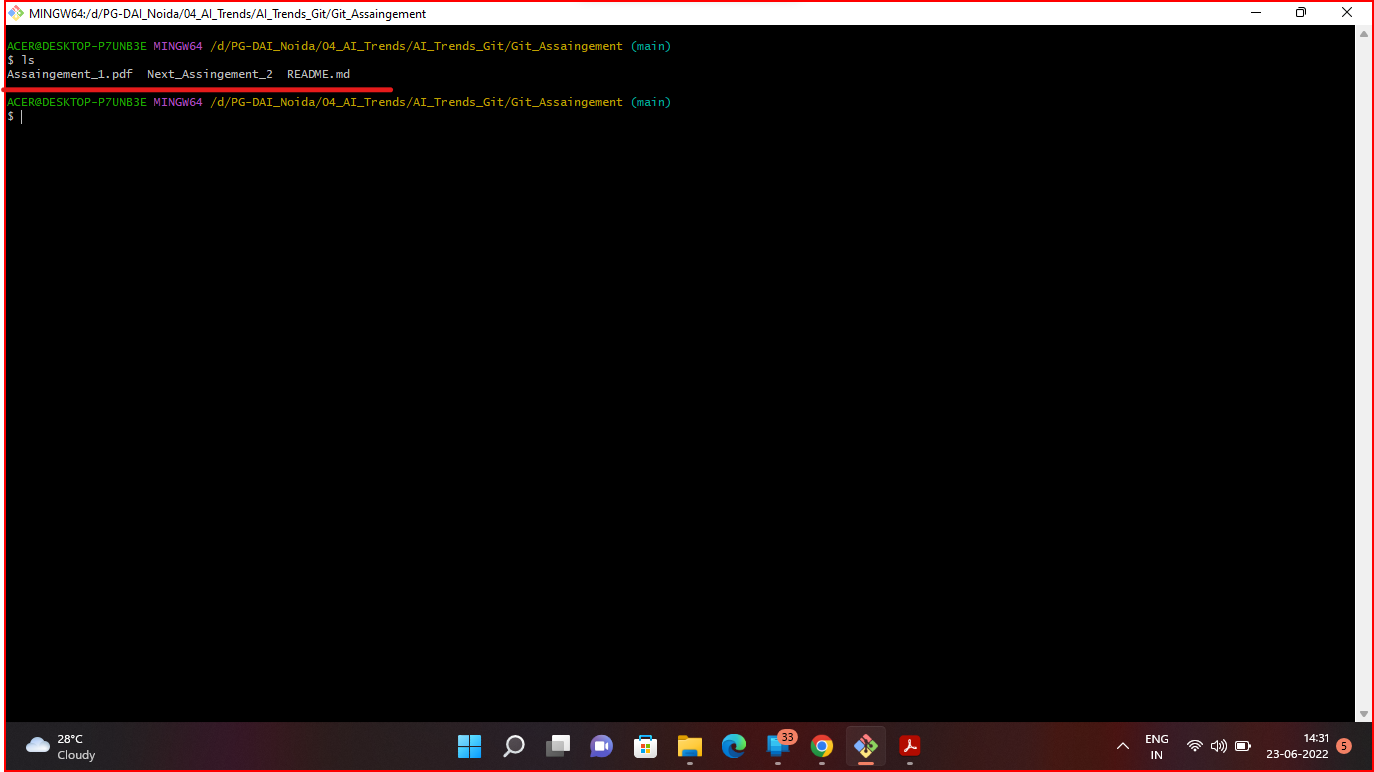 MINGW64:/d/PG-DAI_Noida/04_AI_Trends/AI_Trends_Git/Git_Assaingement
ACER@DESKTOP-P7UNB3E MINGW64 /d/PG-DAI_Noida/04_AI_Trends/AI_Trends_Git/Git_Assaingement (main)
$ ls
Assaingement_1.pdf  Next_Assingement_2  README.md
ACER@DESKTOP-P7UNB3E MINGW64 /d/PG-DAI_Noida/04_AI_Trends/AI_Trends_Git/Git_Assaingement (main)
$
28°C
Cloudy
33
ENG
IN
14:31
23-06-2022
5